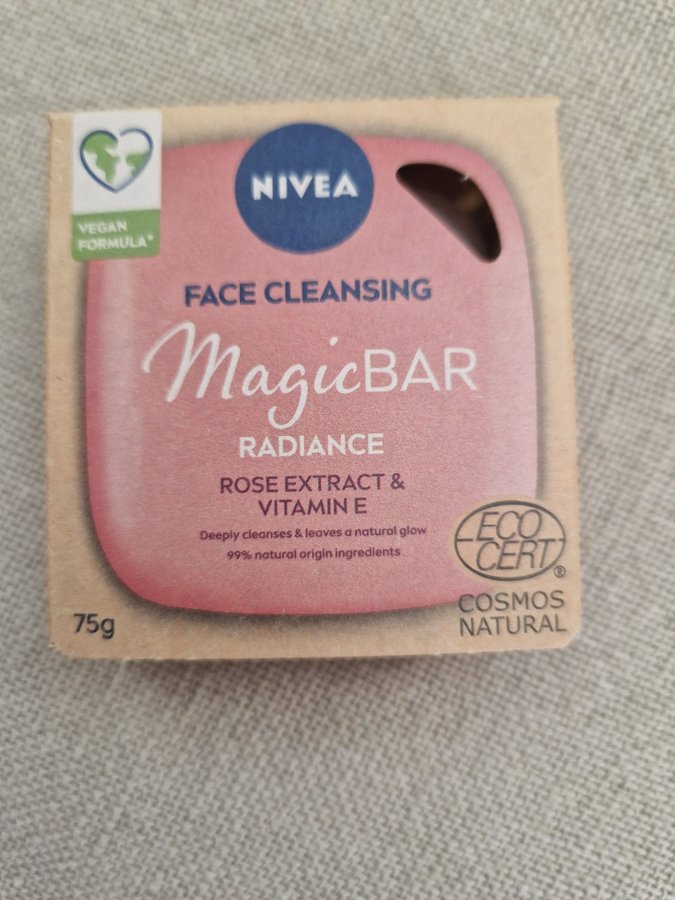 VEGAN
FORMULA*
NIVEA
FACE CLEANSING
MagicBAR
RADIANCE
ROSE EXTRACT &
VITAMIN E
Deeply cleanses & leaves a natural glow
99% natural origin ingredients
ECO
CERT®
COSMOS
NATURAL
75g